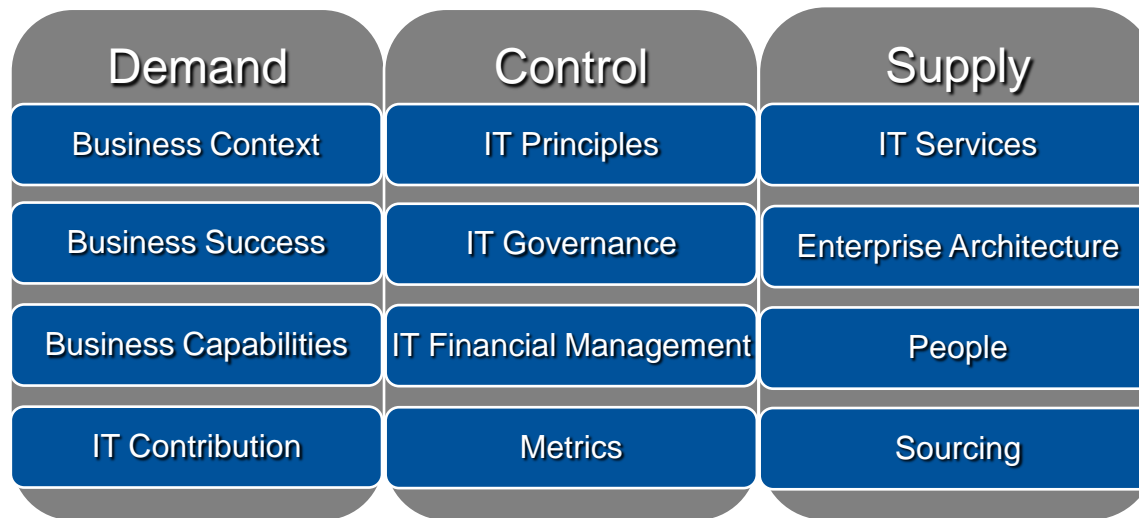 Demand
Business Context
Business Success
Business Capabilities
IT Contribution
Control
IT Principles
IT Governance
IT Financial Management
Metrics
Supply
IT Services
Enterprise Architecture
People
Sourcing